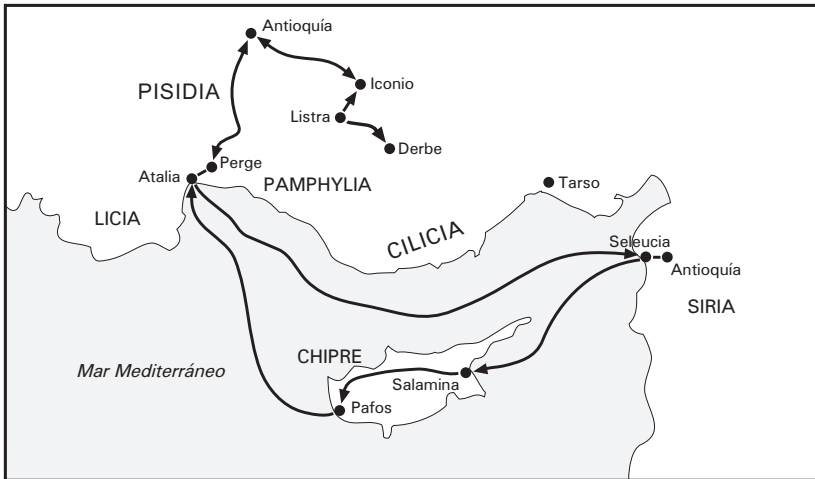 Antioquía
PISIDIA
Iconio
Listra
Derbe
Perge
Atalia
PAMPHYLIA
Tarso
LICIA
CILICIA
Seleucia
Antioquía
SIRIA
CHIPRE
Mar Mediterráneo
Salamina
Pafos